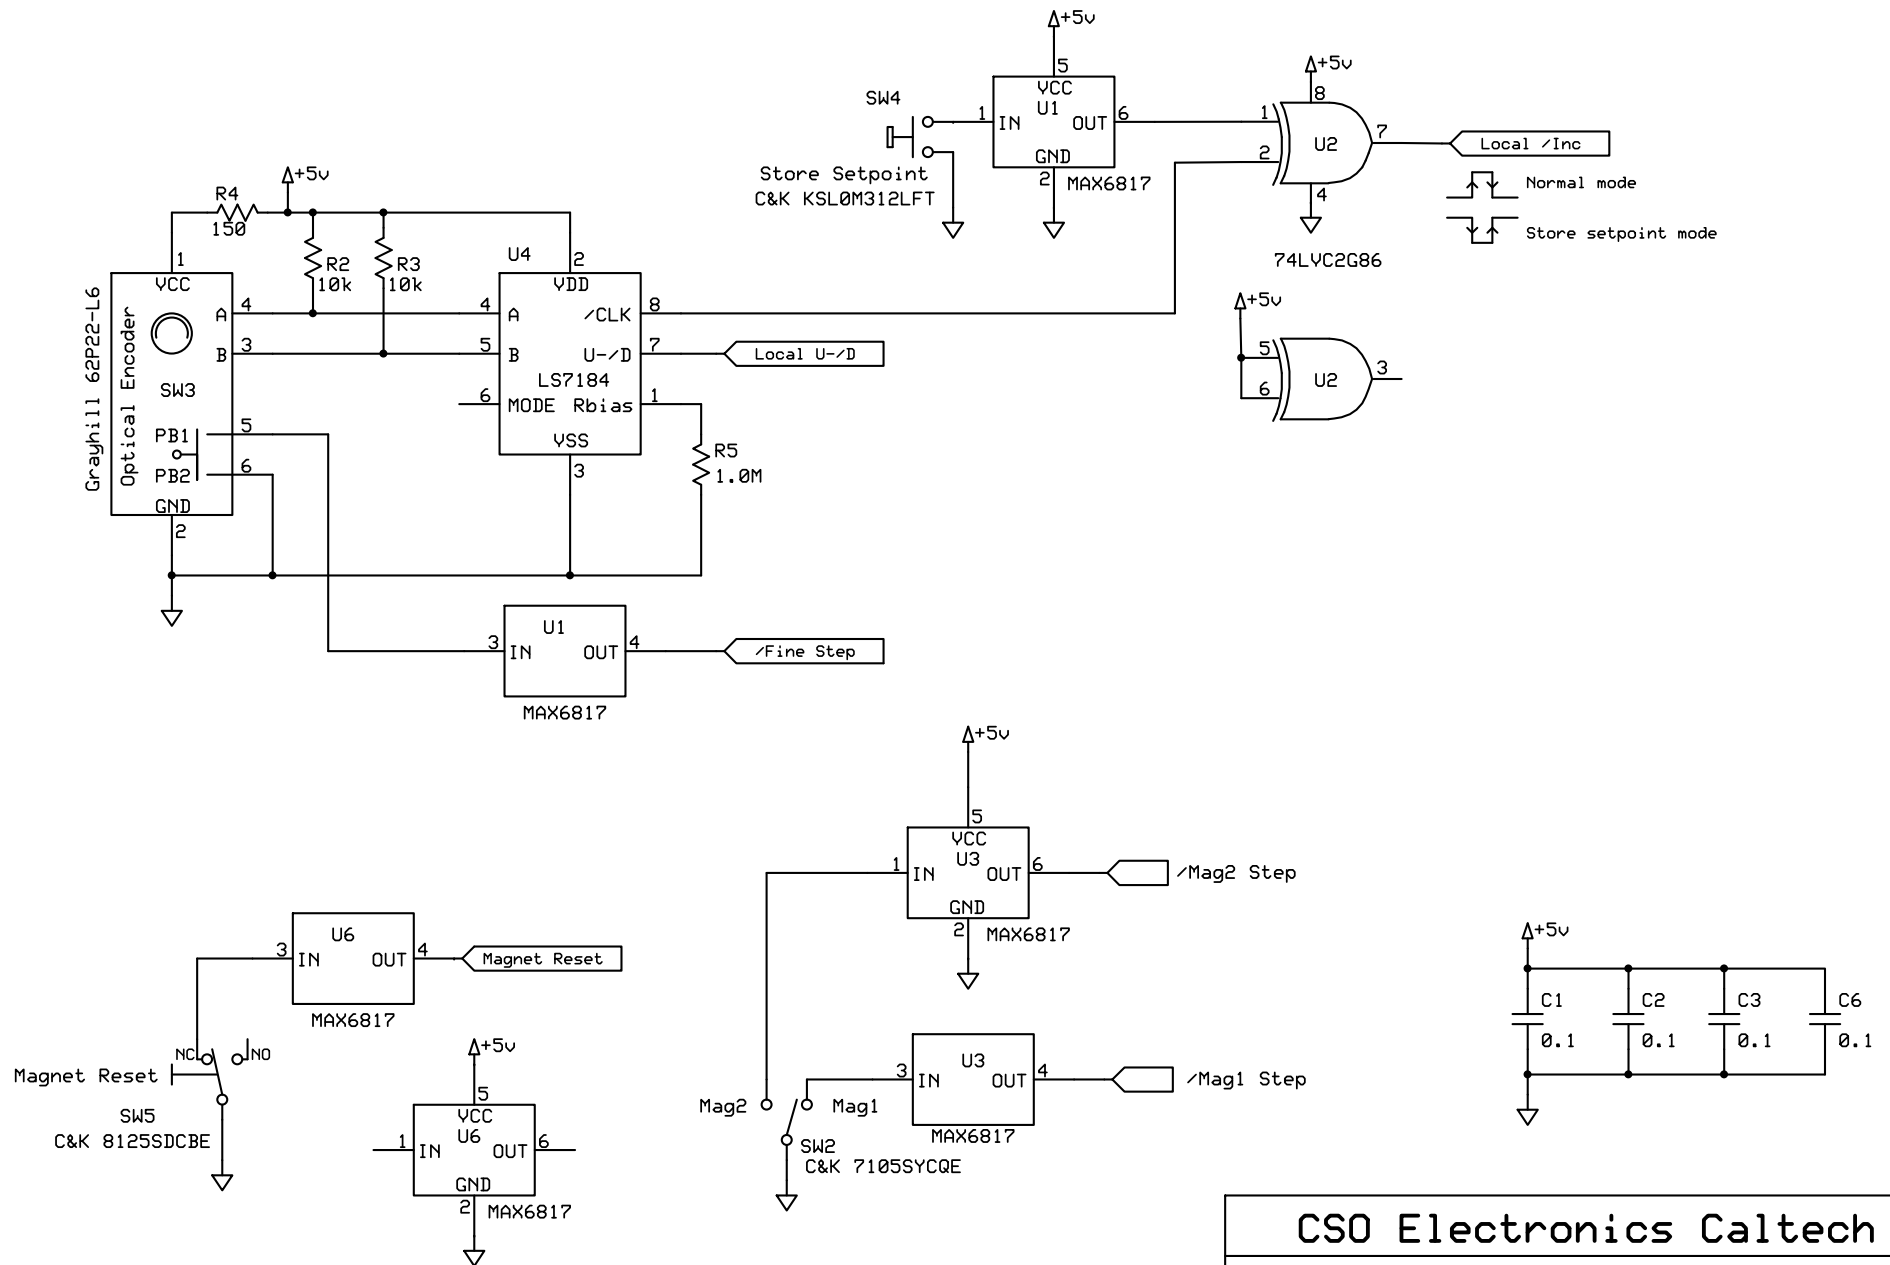 +5v
5
VCC
U1
1
IN
OUT
6
GND
2
MAX6817
SW4
Store Setpoint
C&K KSL0M312LFT
+5v
8
1
2
U2
7
4
74LVC2G86
Local /Inc
Normal mode
Store setpoint mode
+5v
5
6
U2
3
R4
150
+5v
R2
10k
R3
10k
Grayhill 62P22-L6
Optical Encoder
1
VCC
A
4
B
3
SW3
PB1
5
PB2
6
GND
2
U4
2
VDD
4
A
/CLK
8
5
B
U-/D
7
LS7184
6
MODE
Rbias
1
VSS
3
Local U-/D
R5
1.0M
U1
3
IN
OUT
4
MAX6817
/Fine Step
+5v
5
VCC
U3
1
IN
OUT
6
GND
2
MAX6817
/Mag2 Step
U3
3
IN
OUT
4
MAX6817
/Mag1 Step
Mag2
Mag1
SW2
C&K 7105SYCQE
U6
3
IN
OUT
4
MAX6817
Magnet Reset
NC
NO
Magnet Reset
SW5
C&K 8125SDCBE
+5v
5
VCC
U6
1
IN
OUT
6
GND
2
MAX6817
+5v
C1
0.1
C2
0.1
C3
0.1
C6
0.1
CSO Electronics Caltech